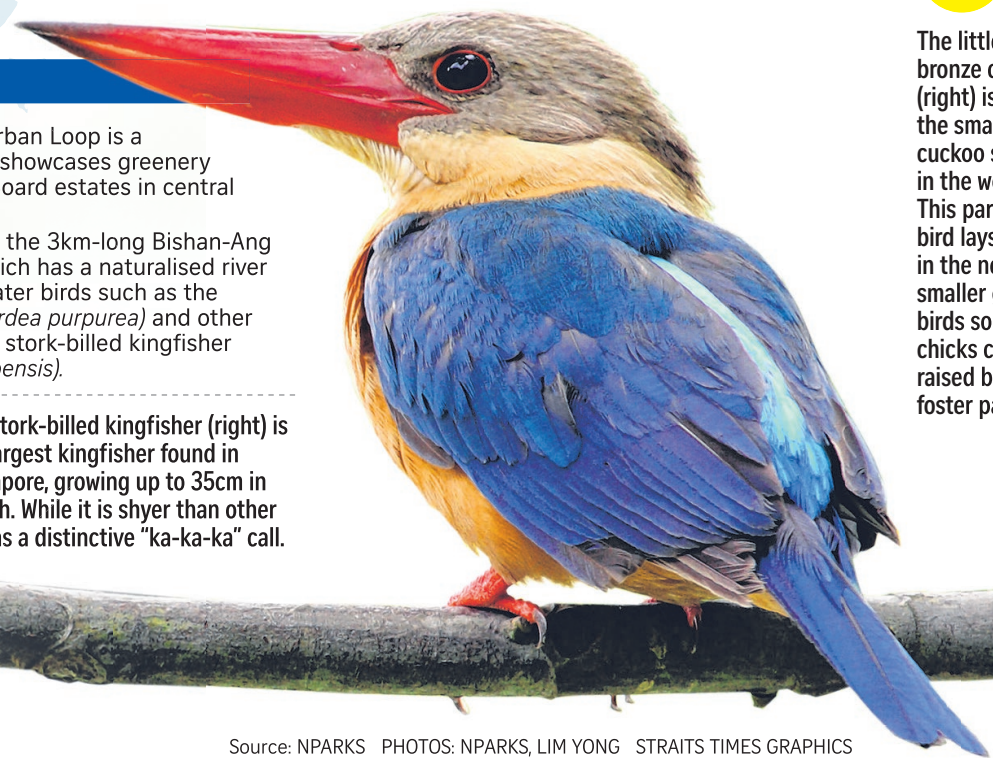 rban Loop is a
showcases greenery
oard estates in central
the 3km-long Bishan-Ang
ich has a naturalised river
ater birds such as the
rdea purpurea) and other
stork-billed kingfisher
ensis).
tork-billed kingfisher (right) is
argest kingfisher found in
apore, growing up to 35cm in
h. While it is shyer than other
as a distinctive “ka-ka-ka” call.
The little
bronze c
(right) is
the sma
cuckoo s
in the wo
This par
bird lays
in the ne
smaller
birds so
chicks c
raised b
foster pa
Source: NPARKS PHOTOS: NPARKS, LIM YONG STRAITS TIMES GRAPHICS